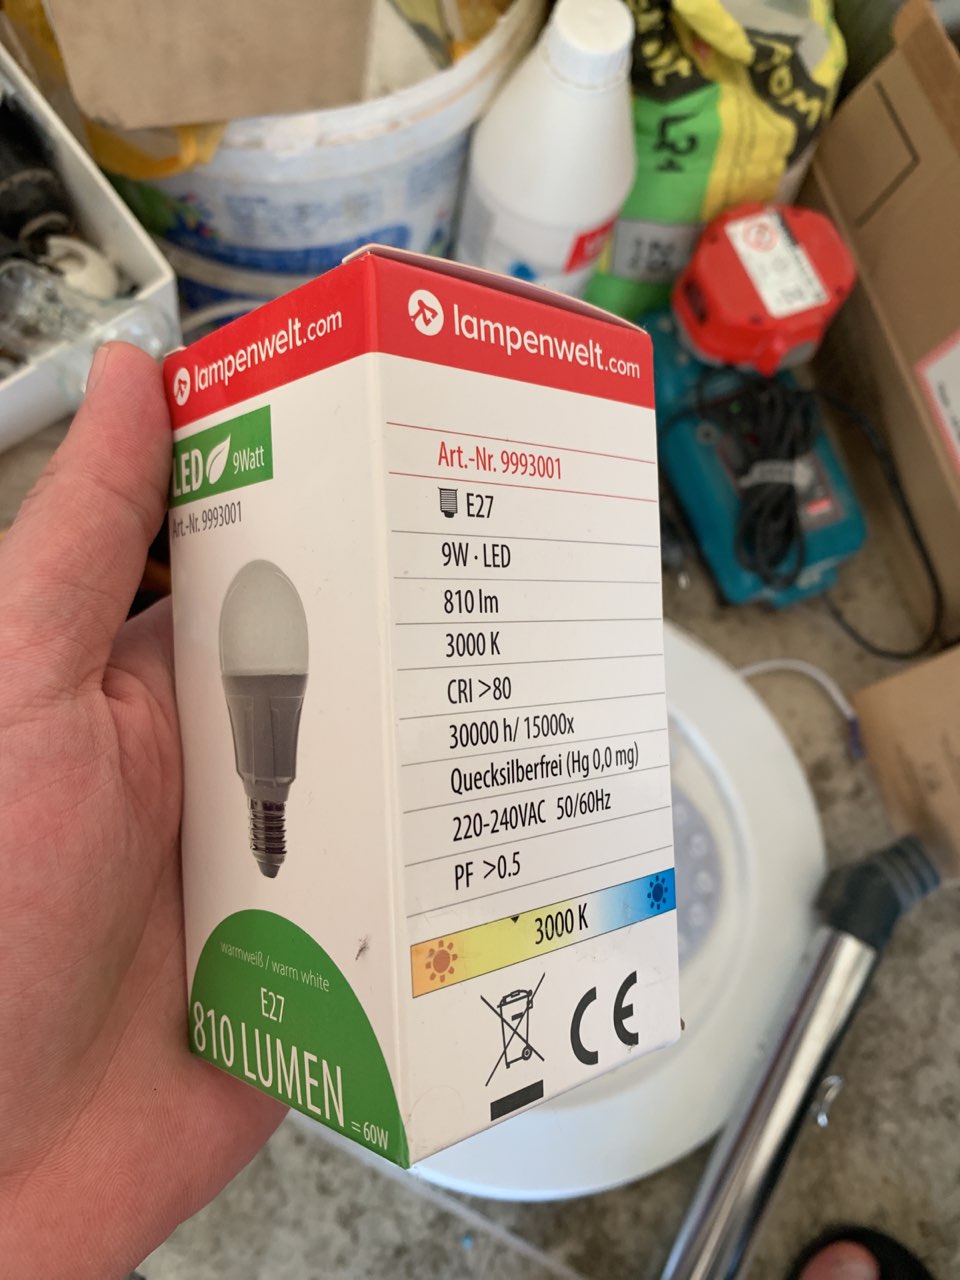 lampenwelt.com
LED 9Watt
Art.-Nr. 9993001
warmweiß / warm white
E27
810 LUMEN
= 60W
lampenwelt.com
Art.-Nr. 9993001
E27
9W · LED
810 lm
3000 K
CRI >80
30000 h/ 15000x
Quecksilberfrei (Hg 0,0 mg)
220-240VAC 50/60Hz
PF >0.5
3000 K
CE